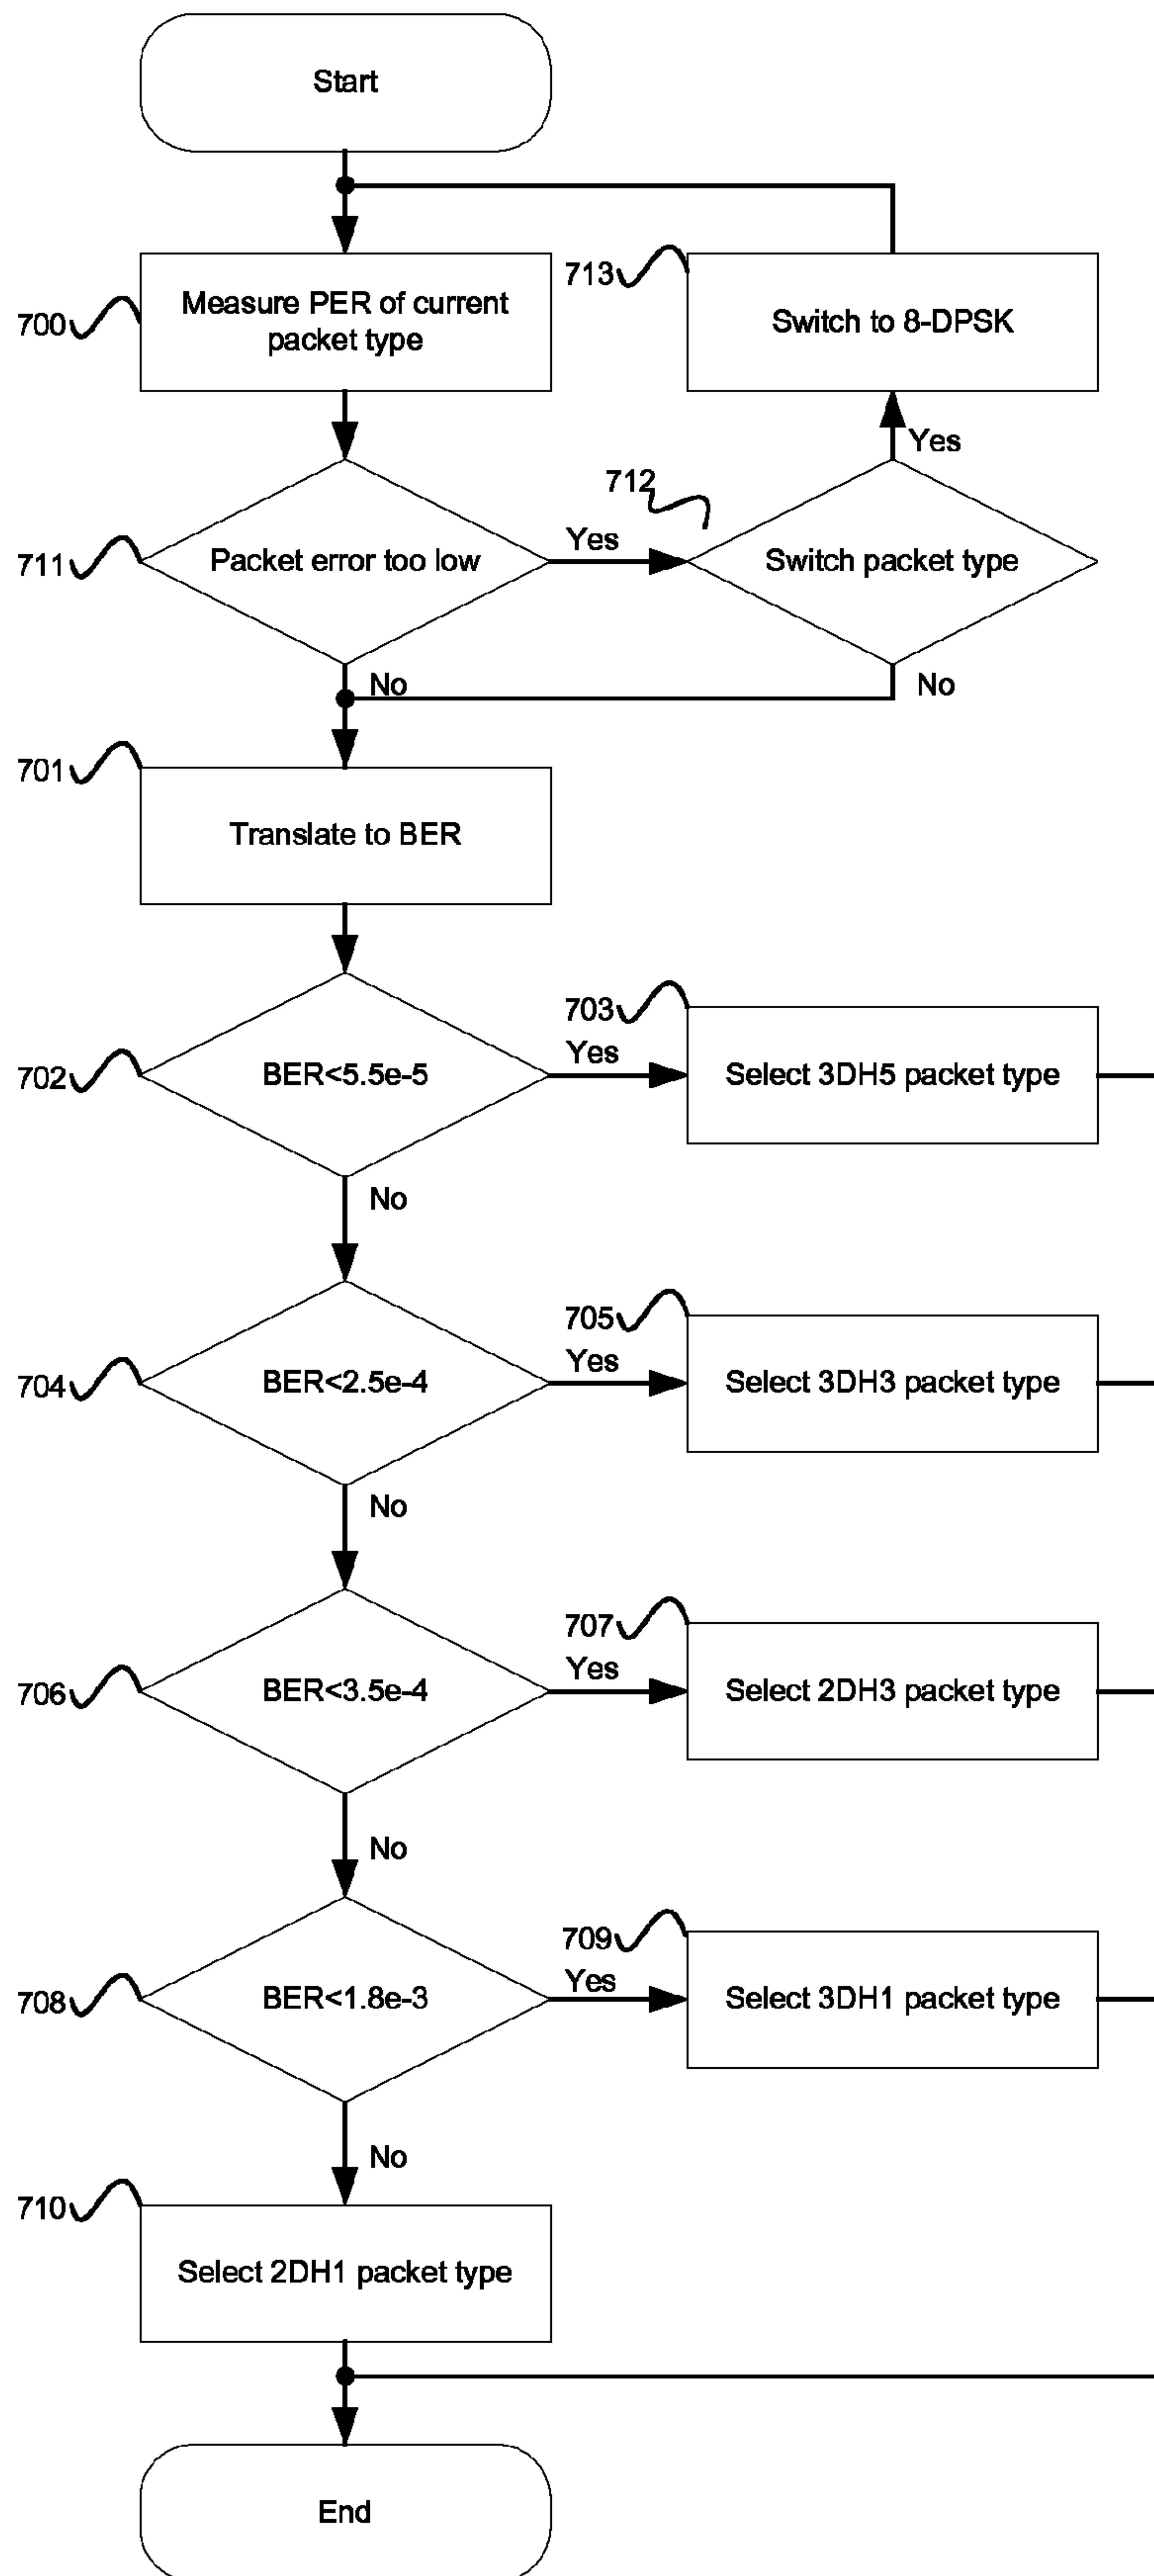 Start
700
Measure PER of current
packet type
713
Switch to 8-DPSK
Yes
711
Packet error too low
Yes
712
Switch packet type
No
No
701
Translate to BER
702
BER<5.5e-5
Yes
703
Select 3DH5 packet type
No
704
BER<2.5e-4
Yes
705
Select 3DH3 packet type
No
706
BER<3.5e-4
Yes
707
Select 2DH3 packet type
No
708
BER<1.8e-3
Yes
709
Select 3DH1 packet type
No
710
Select 2DH1 packet type
End